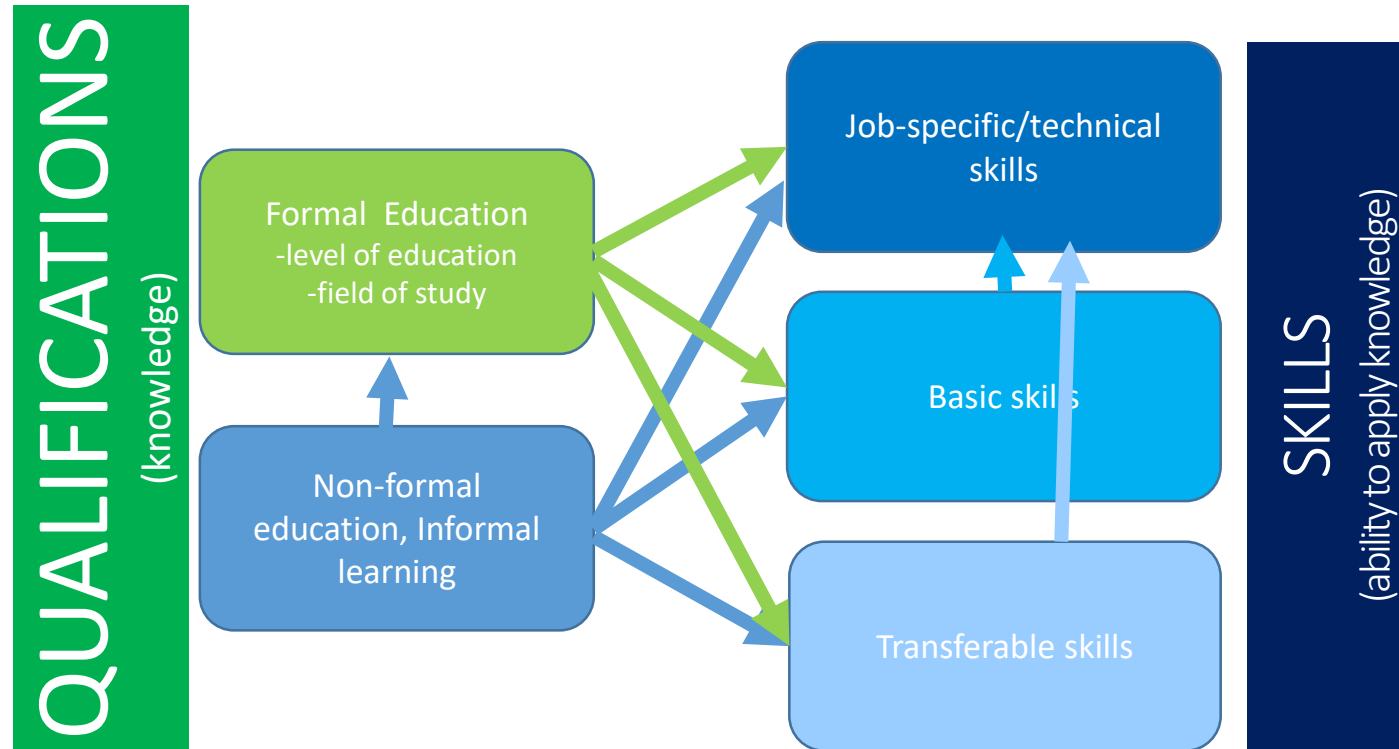 QUALIFICATIONS
(knowledge)
Formal  Education
-level of education
-field of study
Non-formal
education, Informal
learning
Job-specific/technical
skills
Basic skills
Transferable skills
SKILLS
(ability to apply knowledge)